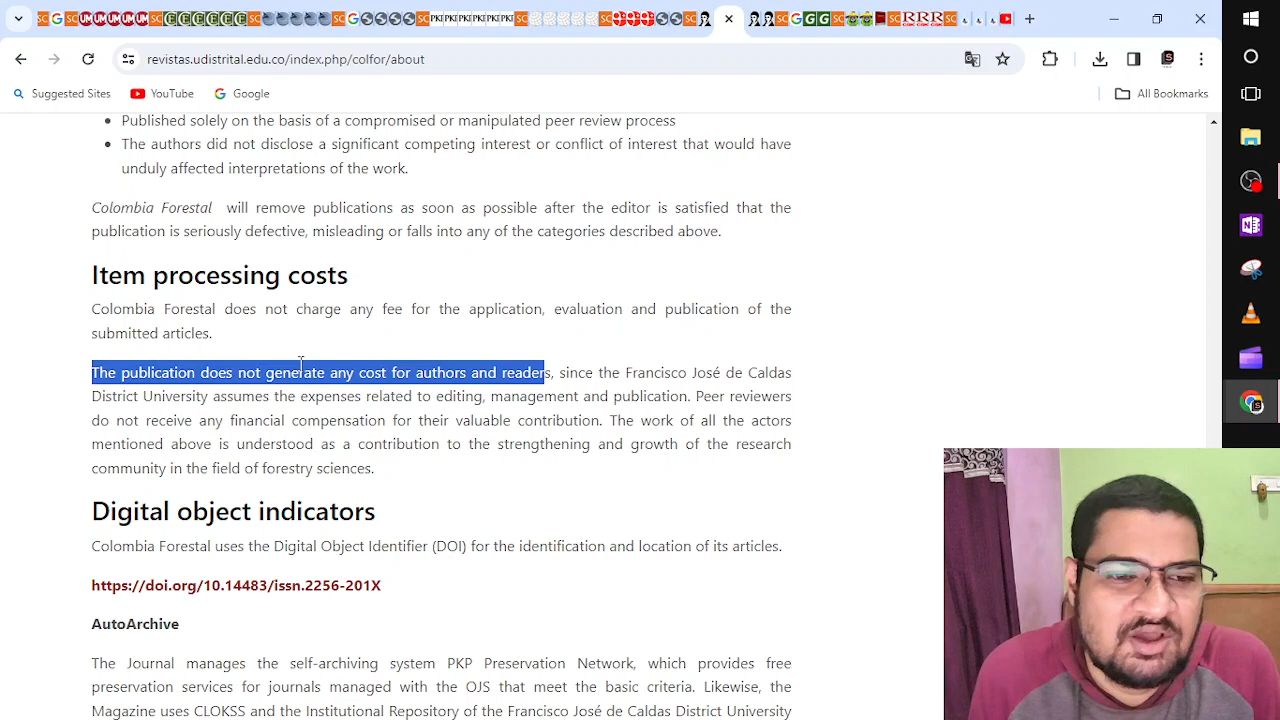 revistas.udistrital.edu.co/index.php/colfor/about
Suggested Sites
YouTube
Google
All Bookmarks
Published solely on the basis of a compromised or manipulated peer review process
The authors did not disclose a significant competing interest or conflict of interest that would have
unduly affected interpretations of the work.
Colombia Forestal will remove publications as soon as possible after the editor is satisfied that the
publication is seriously defective, misleading or falls into any of the categories described above.
Item processing costs
Colombia Forestal does not charge any fee for the application, evaluation and publication of the
submitted articles.
The publication does not generate any cost for authors and readers, since the Francisco José de Caldas
District University assumes the expenses related to editing, management and publication. Peer reviewers
do not receive any financial compensation for their valuable contribution. The work of all the actors
mentioned above is understood as a contribution to the strengthening and growth of the research
community in the field of forestry sciences.
Digital object indicators
Colombia Forestal uses the Digital Object Identifier (DOI) for the identification and location of its articles.
https://doi.org/10.14483/issn.2256-201X
AutoArchive
The Journal manages the self-archiving system PKP Preservation Network, which provides free
preservation services for journals managed with the OJS that meet the basic criteria. Likewise, the
Magazine uses CLOKSS and the Institutional Repository of the Francisco José de Caldas District University